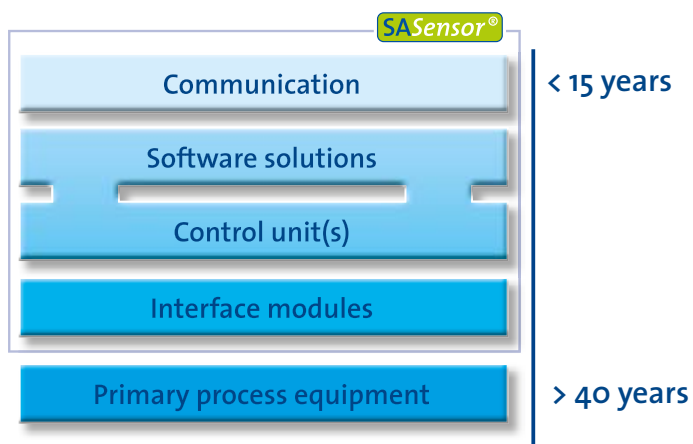 SASensor®
Communication
< 15 years
Software solutions
Control unit(s)
Interface modules
Primary process equipment
> 40 years